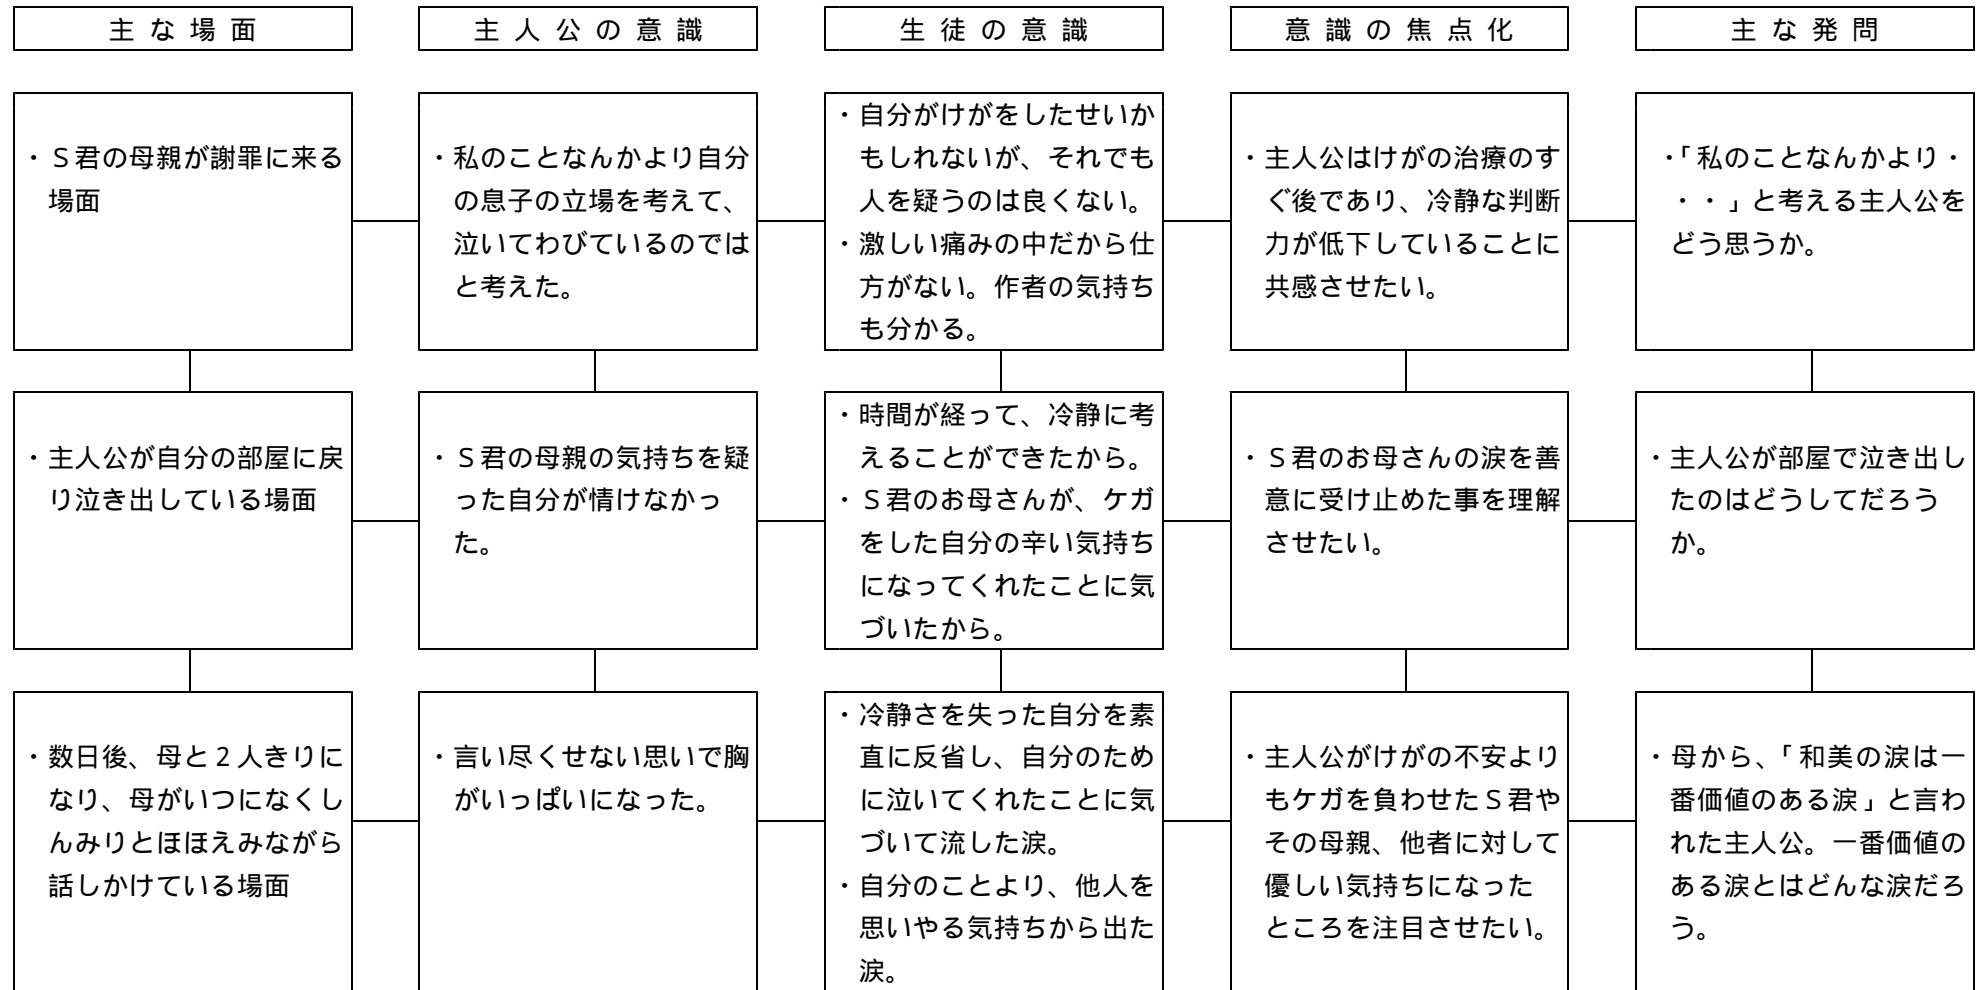 主な場面
主人公の意識
生徒の意識
意識の焦点化
主な発問
・Ｓ君の母親が謝罪に来る
場面
・私のことなんかより自分
の息子の立場を考えて、
泣いてわびているのでは
と考えた。
・自分がけがをしたせいか
もしれないが、それでも
人を疑うのは良くない。
・激しい痛みの中だから仕
方がない。作者の気持ち
も分かる。
・主人公はけがの治療のす
ぐ後であり、冷静な判断
力が低下していることに
共感させたい。
・「私のことなんかより・
・・」と考える主人公を
どう思うか。
・主人公が自分の部屋に戻
り泣き出している場面
・Ｓ君の母親の気持ちを疑
った自分が情けなかっ
た。
・時間が経って、冷静に考
えることができたから。
・Ｓ君のお母さんが、ケガ
をした自分の辛い気持ち
になってくれたことに気
づいたから。
・Ｓ君のお母さんの涙を善
意に受け止めた事を理解
させたい。
・主人公が部屋で泣き出し
たのはどうしてだろう
か。
・数日後、母と２人きりに
なり、母がいつになくし
んみりとほほえみながら
話しかけている場面
・言い尽くせない思いで胸
がいっぱいになった。
・冷静さを失った自分を素
直に反省し、自分のため
に泣いてくれたことに気
づいて流した涙。
・自分のことより、他人を
思いやる気持ちから出た
涙。
・主人公がけがの不安より
もケガを負わせたＳ君や
その母親、他者に対して
優しい気持ちになった
ところを注目させたい。
・母から、「和美の涙は一
番価値のある涙」と言わ
れた主人公。一番価値の
ある涙とはどんな涙だろ
う。